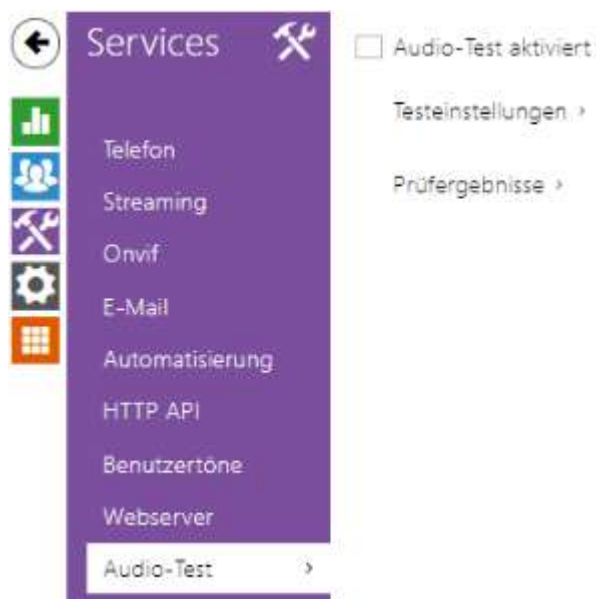 Services
Telefon
Streaming
Onvif
E-Mail
Automatisierung
HTTP API
Benutzertöne
Webserver
Audio-Test
Audio-Test aktiviert
Testeinstellungen
Prüfergebnisse